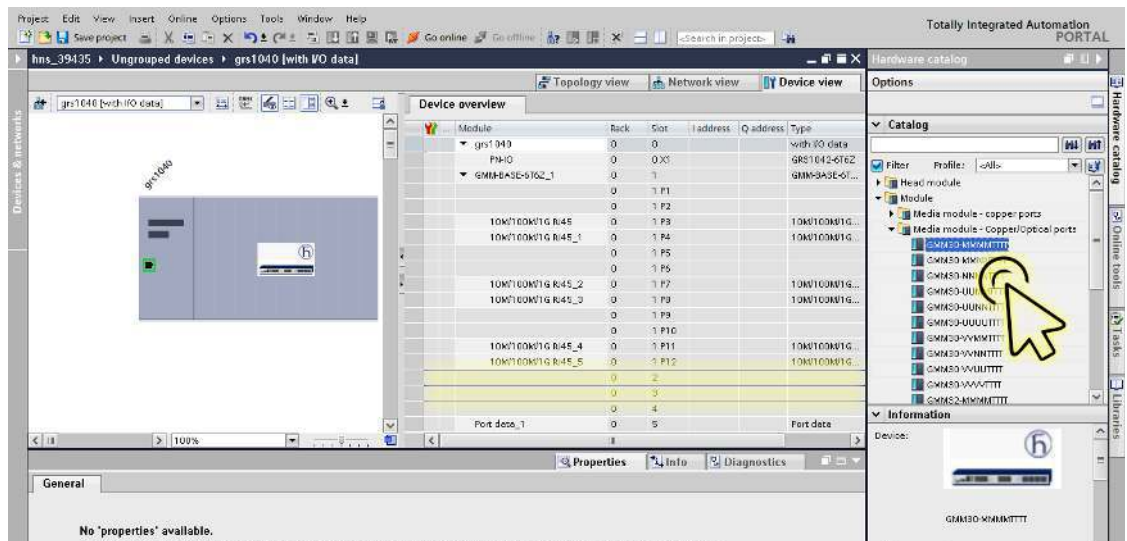 Project Edit View Insert Online Options Tools Window Help
Totally Integrated Automation
PORTAL
Save project
Go online
Go offline
<Search in project>
hns_39435 ▸ Ungrouped devices ▸ grs1040 [with I/O data]
Hardware catalog
Topology view
Network view
Device view
Options
grs1040 [with I/O data]
Device overview
Module Rack Slot I address Q address Type
grs1040 0 0 with I/O data
PN-IO 0 0 X1 GRS1042-6T6Z
GMM-BASE-6T6Z_1 0 1 GMM-BASE-6T...
0 1 P1
0 1 P2
10M/100M/1G RJ45 0 1 P3 10M/100M/1G...
10M/100M/1G RJ45_1 0 1 P4 10M/100M/1G...
0 1 P5
0 1 P6
10M/100M/1G RJ45_2 0 1 P7 10M/100M/1G...
10M/100M/1G RJ45_3 0 1 P8 10M/100M/1G...
0 1 P9
0 1 P10
10M/100M/1G RJ45_4 0 1 P11 10M/100M/1G...
10M/100M/1G RJ45_5 0 1 P12 10M/100M/1G...
0 2
0 3
0 4
Port data_1 0 5 Port data
grs1040
100%
Catalog
Filter Profile: <All>
Head module
Module
Media module - copper ports
Media module - Copper/Optical ports
GMM30-MMMMTTTT
GMM30-UUUUTTTT
GMM30-VVMMTTTT
GMM30-VVNNTTTT
GMM30-VVUUTTTT
GMM30-VVVVTTTT
GMM32-MMMMTTTT
Information
Device:
GMM30-MMMMTTTT
Properties
Info
Diagnostics
General
No 'properties' available.
Devices & networks
Hardware catalog
Online tools
Tasks
Libraries